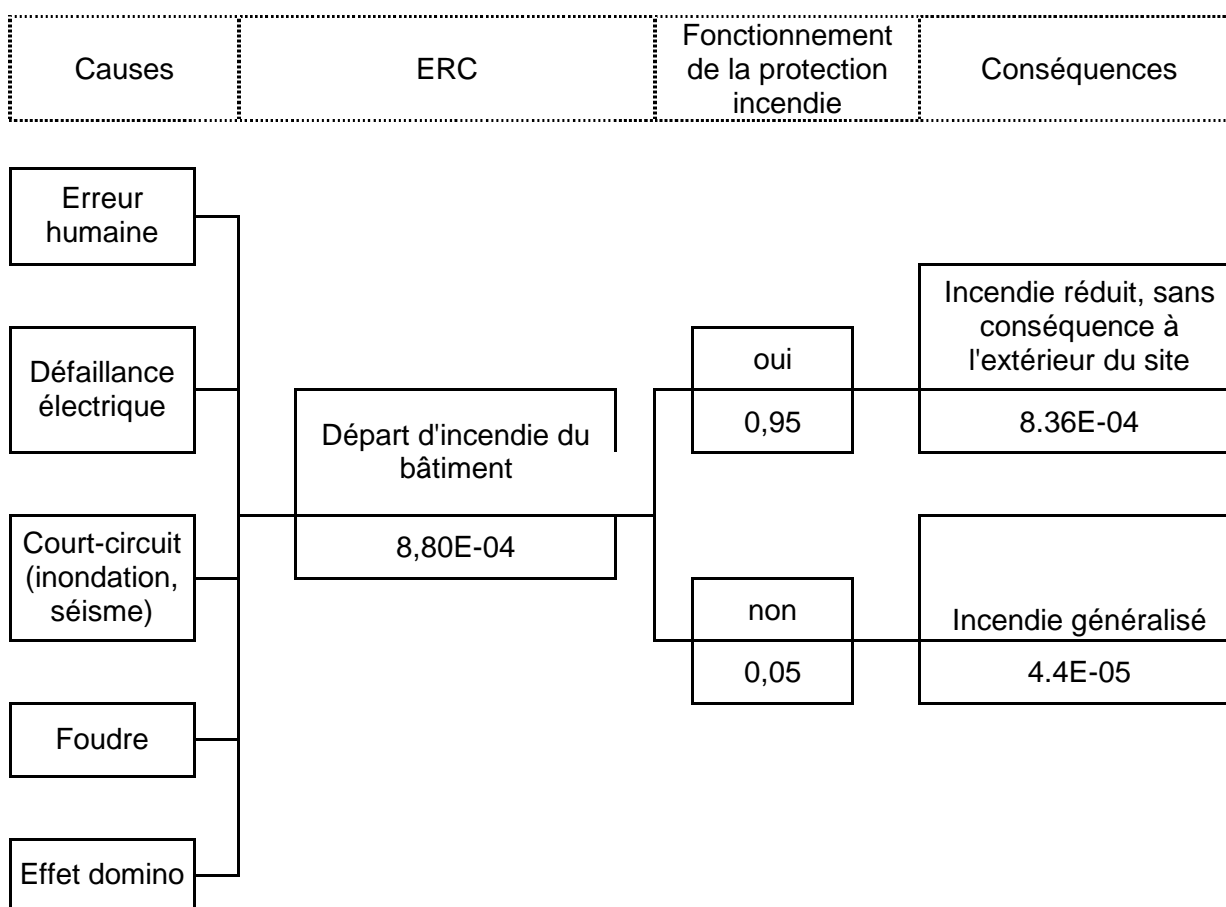 Causes
ERC
Fonctionnement
de la protection
incendie
Conséquences
Erreur
humaine
Défaillance
électrique
Court-circuit
(inondation,
séisme)
Foudre
Effet domino
Départ d'incendie du
bâtiment
8,80E-04
oui
0,95
non
0,05
Incendie réduit, sans
conséquence à
l'extérieur du site
8.36E-04
Incendie généralisé
4.4E-05